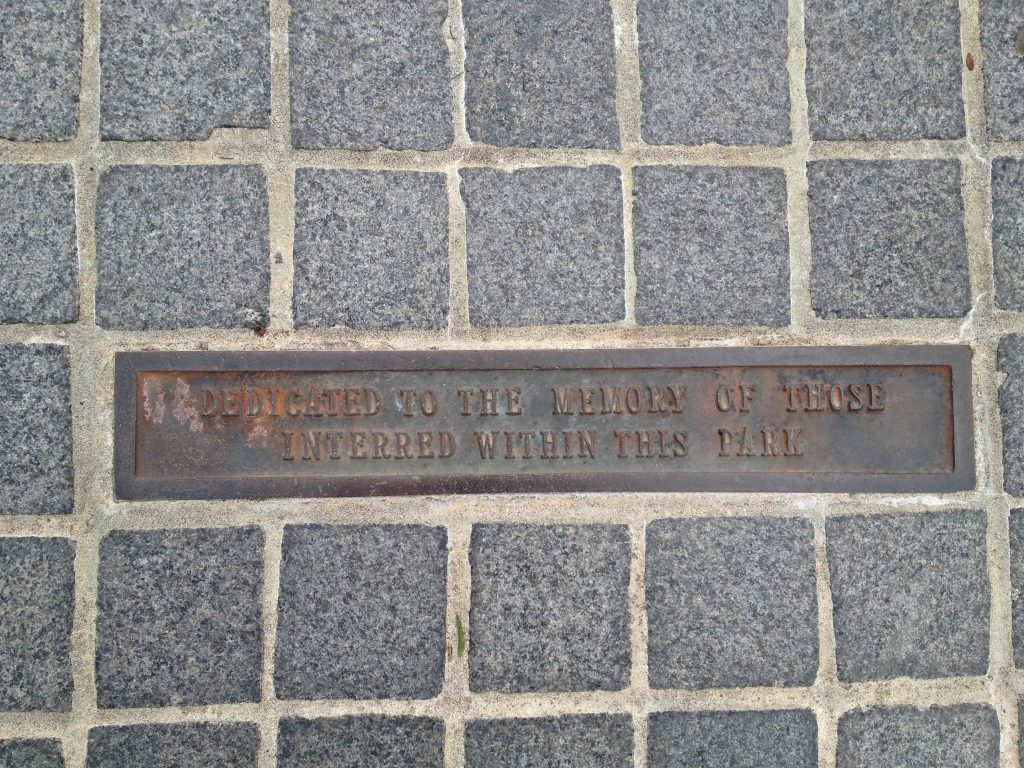 DEDICATED TO THE MEMORY OF THOSE
INTERRED WITHIN THIS PARK